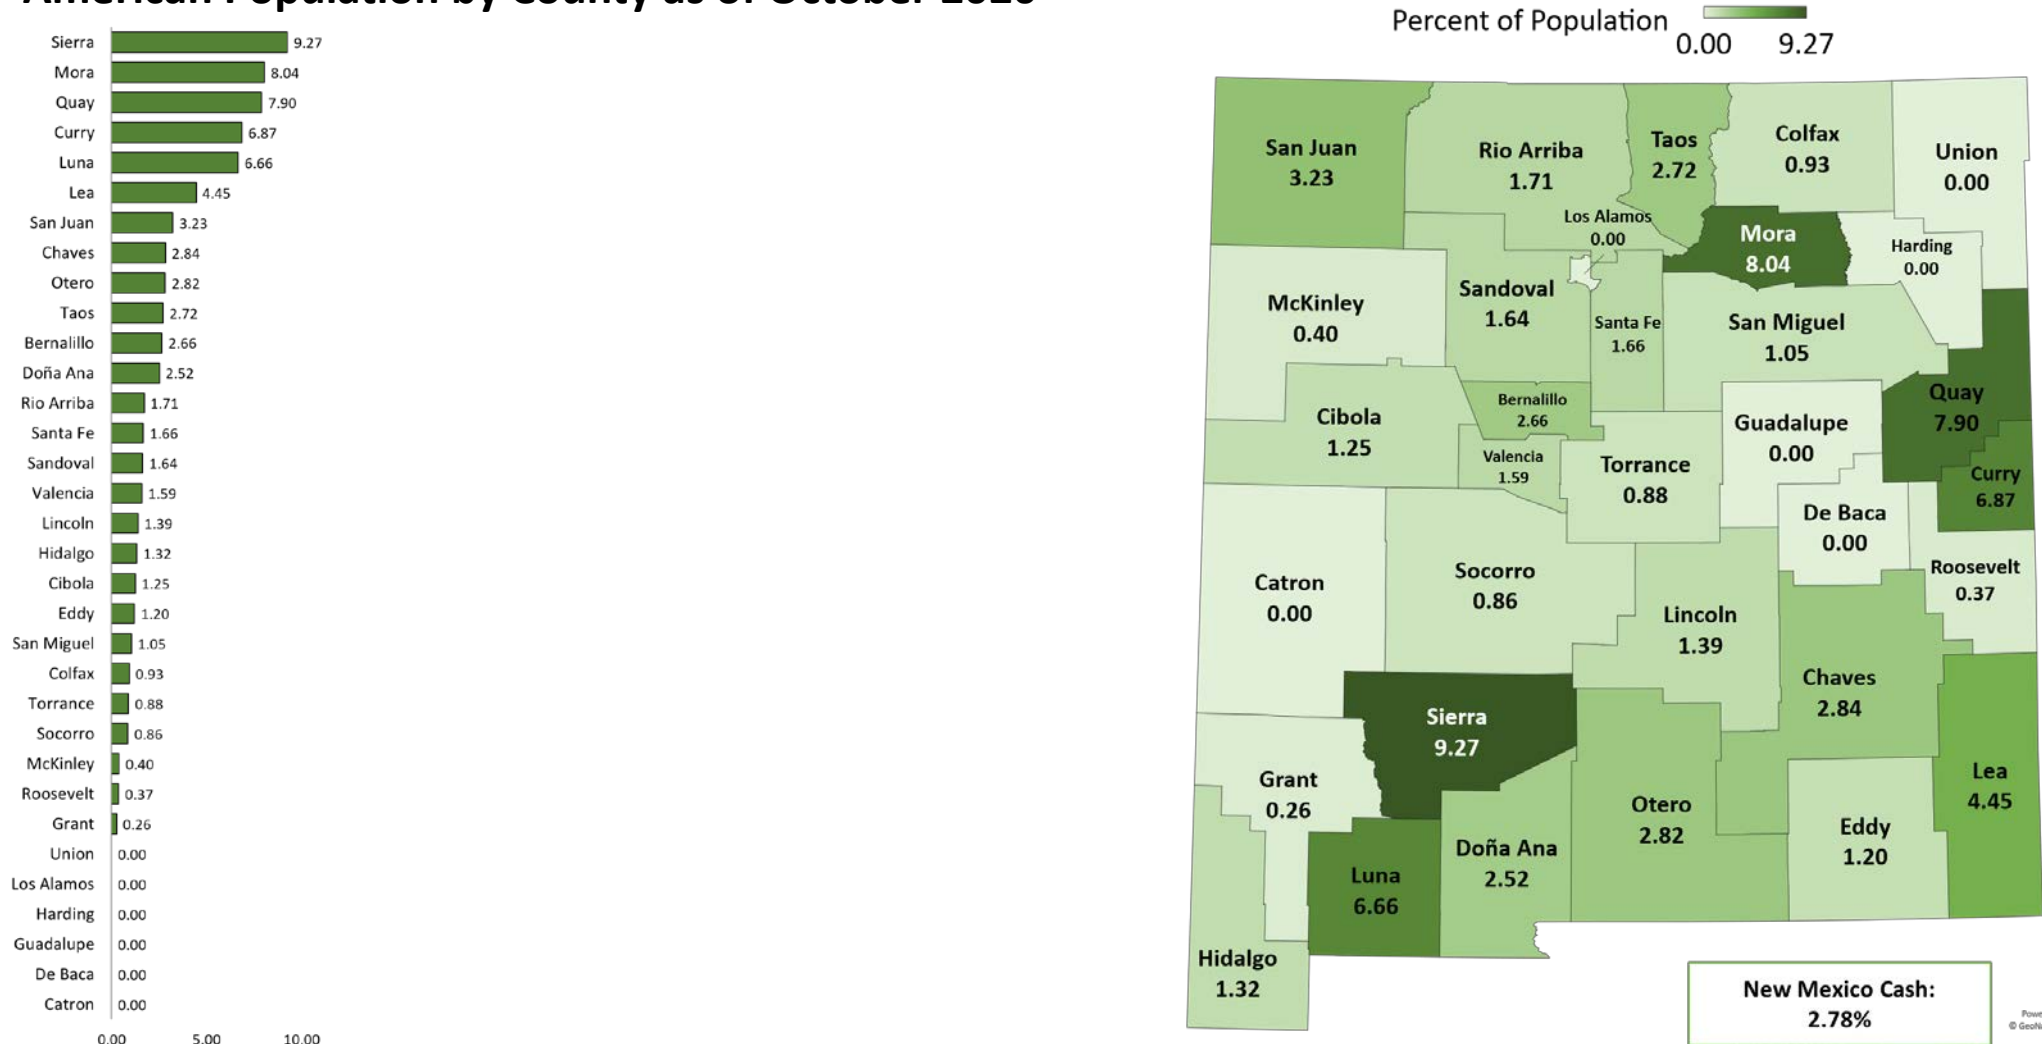 American Population by County as of October 2020
Sierra 9.27
Mora 8.04
Quay 7.90
Curry 6.87
Luna 6.66
Lea 4.45
San Juan 3.23
Chaves 2.84
Otero 2.82
Taos 2.72
Bernalillo 2.66
Doña Ana 2.52
Rio Arriba 1.71
Santa Fe 1.66
Sandoval 1.64
Valencia 1.59
Lincoln 1.39
Hidalgo 1.32
Cibola 1.25
Eddy 1.20
San Miguel 1.05
Colfax 0.93
Torrance 0.88
Socorro 0.86
McKinley 0.40
Roosevelt 0.37
Grant 0.26
Union 0.00
Los Alamos 0.00
Harding 0.00
Guadalupe 0.00
De Baca 0.00
Catron 0.00
0.00 5.00 10.00
Percent of Population
0.00 9.27
San Juan
3.23
Rio Arriba
1.71
Taos
2.72
Colfax
0.93
Union
0.00
Los Alamos
0.00
Mora
8.04
Harding
0.00
McKinley
0.40
Sandoval
1.64
Santa Fe
1.66
San Miguel
1.05
Quay
7.90
Cibola
1.25
Bernalillo
2.66
Valencia
1.59
Torrance
0.88
Guadalupe
0.00
Curry
6.87
De Baca
0.00
Roosevelt
0.37
Catron
0.00
Socorro
0.86
Lincoln
1.39
Chaves
2.84
Sierra
9.27
Grant
0.26
Otero
2.82
Lea
4.45
Luna
6.66
Doña Ana
2.52
Eddy
1.20
Hidalgo
1.32
New Mexico Cash:
2.78%
Powe
© GeoNa